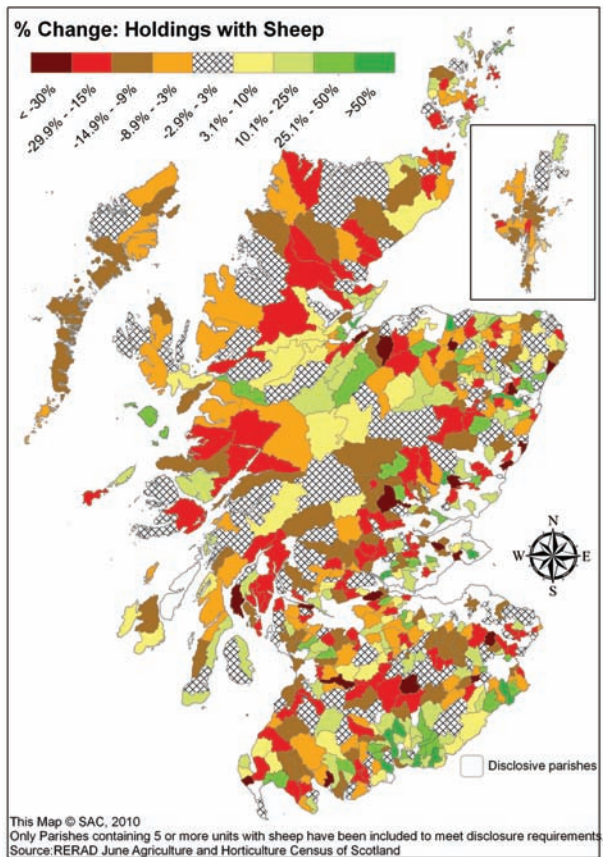 % Change: Holdings with Sheep
< -30%
-29.9% - -15%
-14.9% - -9%
-8.9% - -3%
-2.9% - 3%
3.1% - 10%
10.1% - 25%
25.1% - 50%
>50%
N
W E
S
Disclosive parishes
This Map © SAC, 2010
Only Parishes containing 5 or more units with sheep have been included to meet disclosure requirements
Source:RERAD June Agriculture and Horticulture Census of Scotland